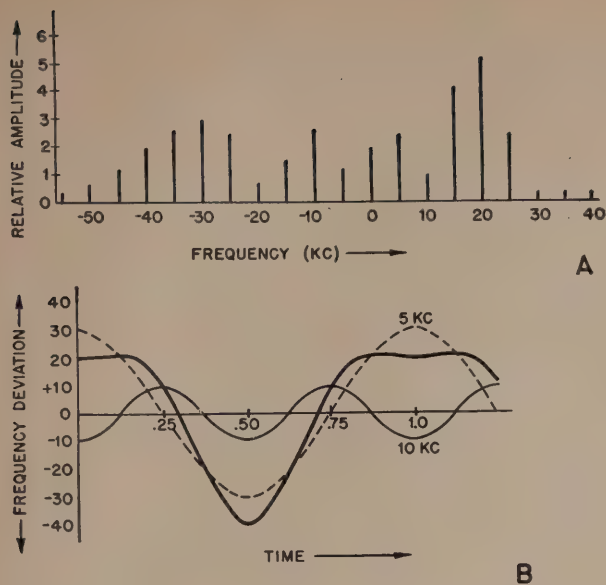 RELATIVE AMPLITUDE
6
5
4
3
2
1
0
-50 -40 -30 -20 -10 0 10 20 30 40
FREQUENCY (KC)
A
FREQUENCY DEVIATION
40
30
20
+10
0
-10
-20
-30
-40
5 KC
.25 .50 .75 1.0
10 KC
TIME
B